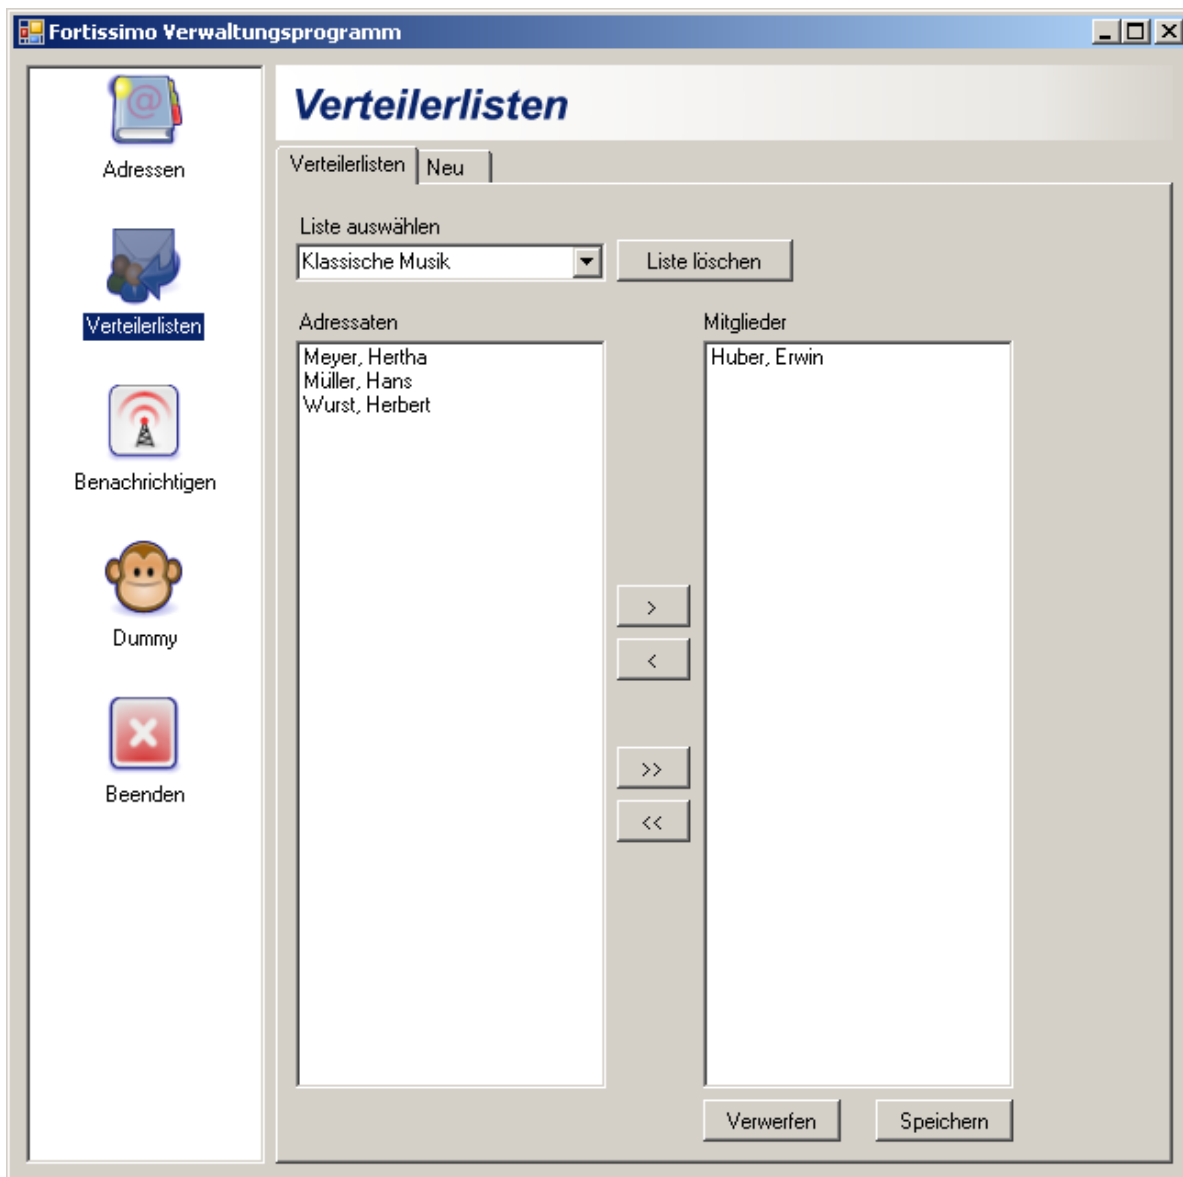 Fortissimo Verwaltungsprogramm
Adressen
Verteilerlisten
Benachrichtigen
Dummy
Beenden
Verteilerlisten
Verteilerlisten
Neu
Liste auswählen
Klassische Musik
Liste löschen
Adressaten
Meyer, Hertha
Müller, Hans
Wurst, Herbert
>
<
>>
<<
Mitglieder
Huber, Erwin
Verwerfen
Speichern